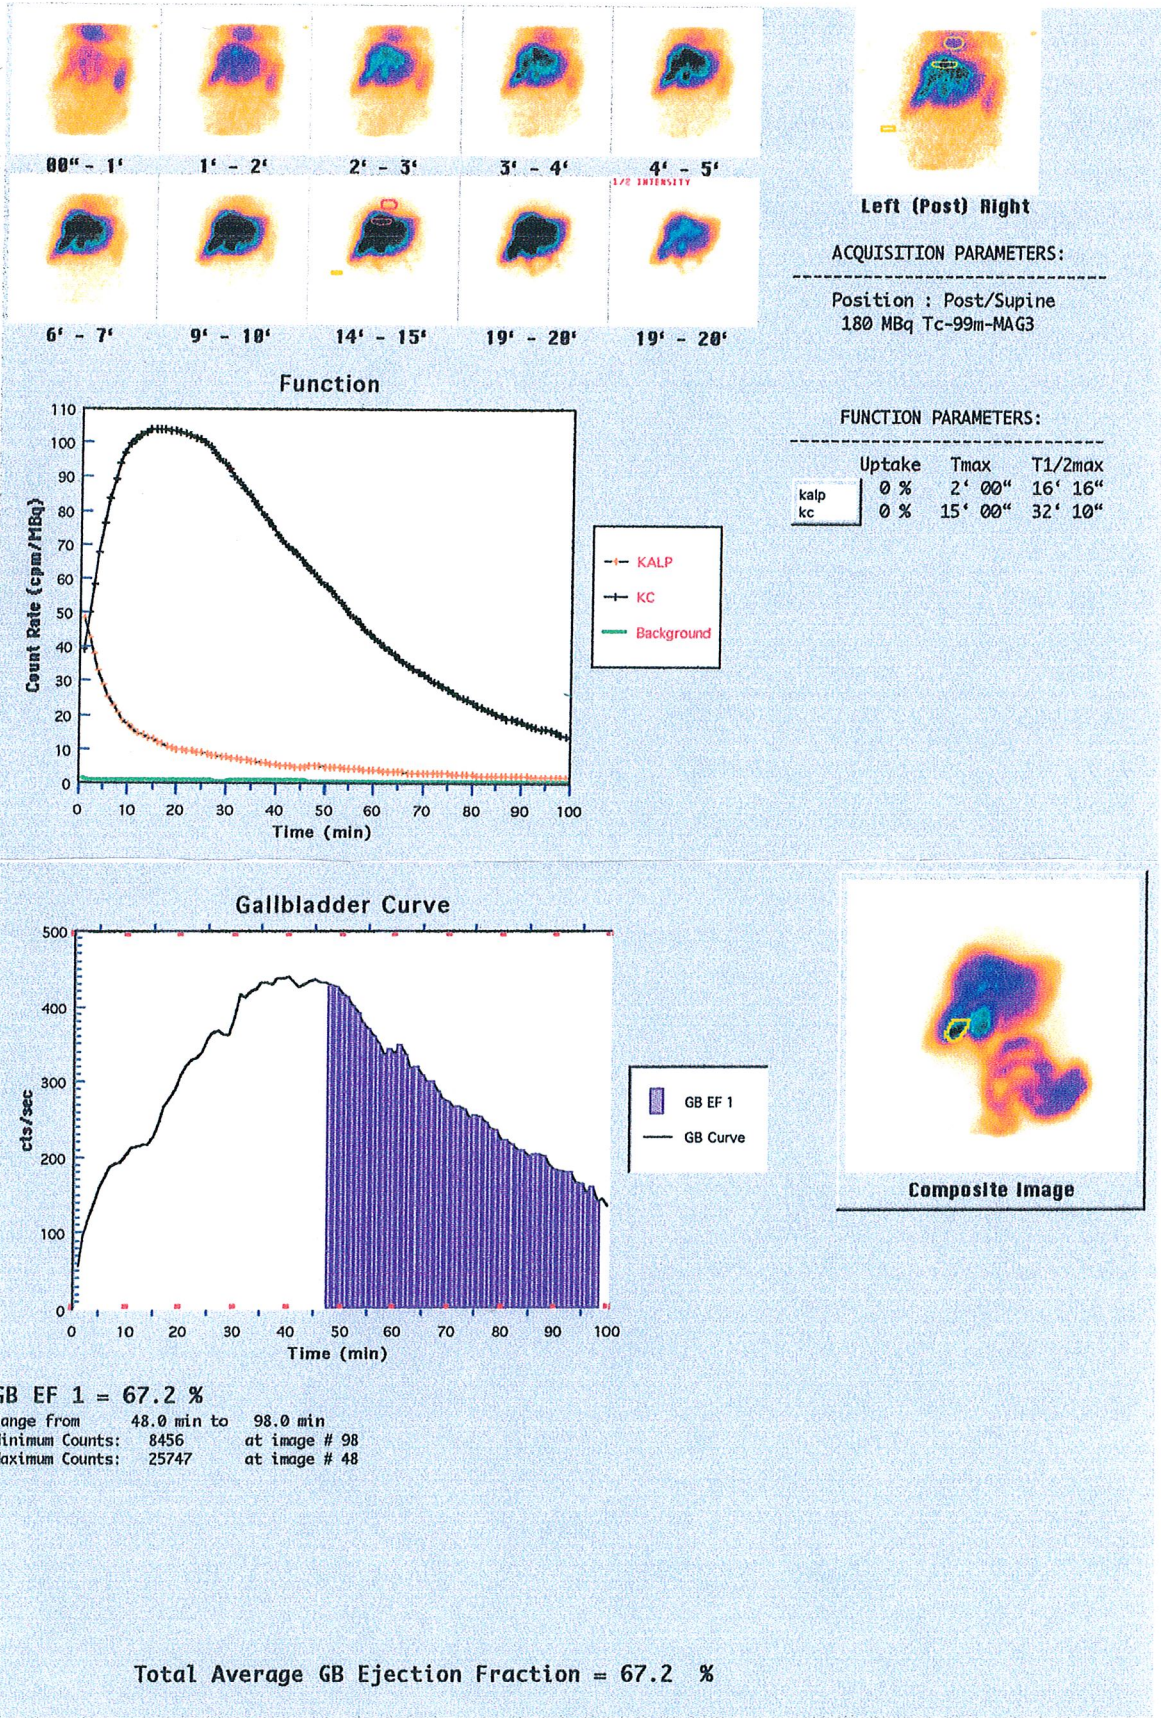 00" - 1'
1' - 2'
2' - 3'
3' - 4'
4' - 5'
6' - 7'
9' - 10'
14' - 15'
19' - 20'
1/2 INTENSITY
19' - 20'
Left (Post) Right
ACQUISITION PARAMETERS:
Position : Post/Supine
180 MBq Tc-99m-MAG3
FUNCTION PARAMETERS:
Uptake Tmax T1/2max
kalp 0 % 2' 00" 16' 16"
kc 0 % 15' 00" 32' 10"
Function
Count Rate (cpm/MBq)
110
100
90
80
70
60
50
40
30
20
10
0
0 10 20 30 40 50 60 70 80 90 100
Time (min)
KALP
KC
Background
Gallbladder Curve
cts/sec
500
400
300
200
100
0
0 10 20 30 40 50 60 70 80 90 100
Time (min)
GB EF 1
GB Curve
Composite Image
GB EF 1 = 67.2 %
ange from 48.0 min to 98.0 min
inimum Counts: 8456 at image # 98
aximum Counts: 25747 at image # 48
Total Average GB Ejection Fraction = 67.2 %